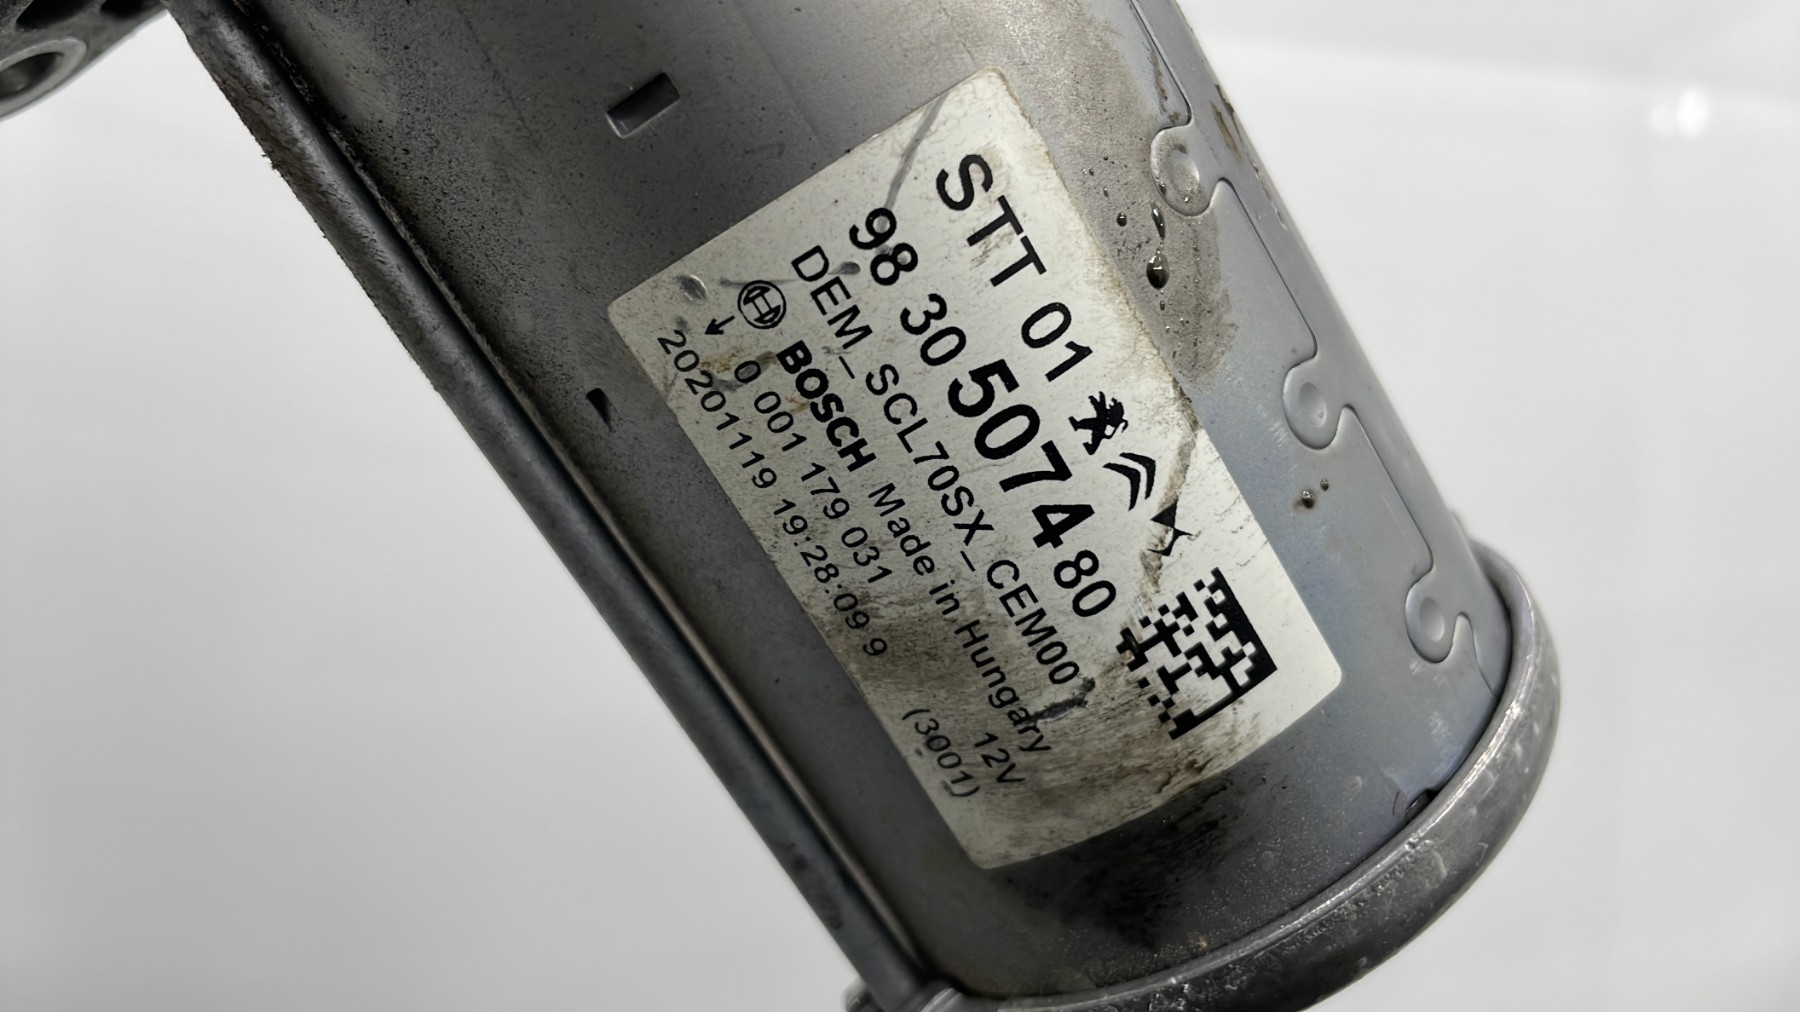 STT 01
98 30 5074 80
DEM_SCL70SX_CEM00
BOSCH Made in Hungary
0 001 179 031 12V
20201119 19:28:09 9 (3001)